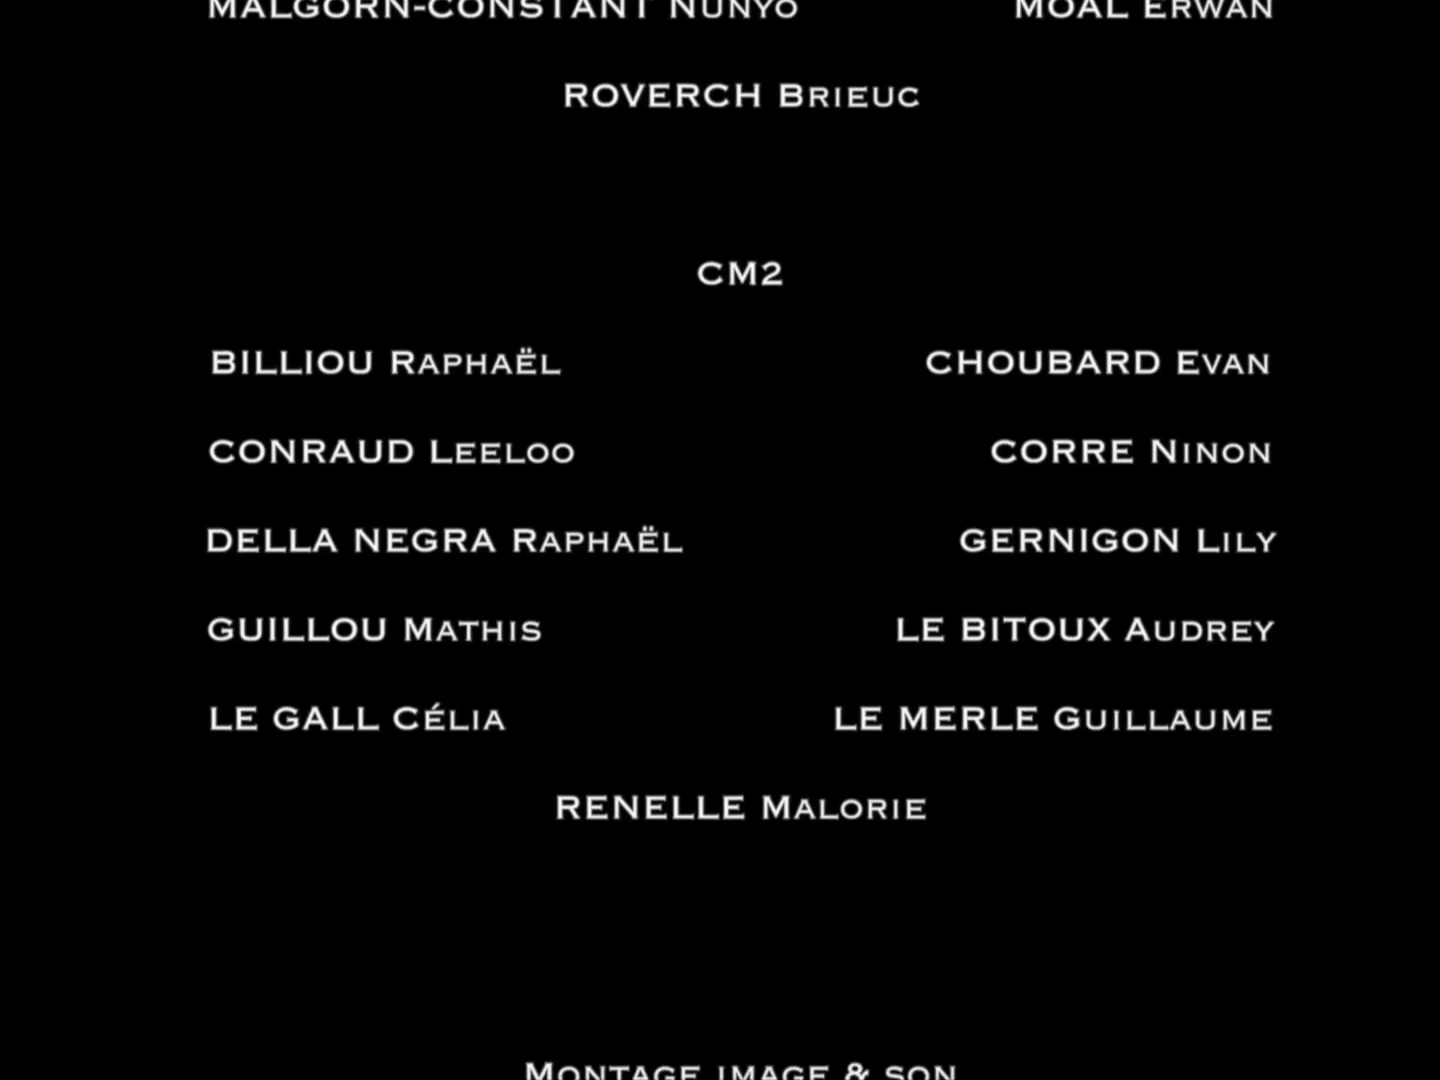 MALGORN-CONSTANT NUNYO MOAL ERWAN
ROVERCH BRIEUC
CM2
BILLIOU RAPHAËL CHOUBARD EVAN
CONRAUD LEELOO CORRE NINON
DELLA NEGRA RAPHAËL GERNIGON LILY
GUILLOU MATHIS LE BITOUX AUDREY
LE GALL CÉLIA LE MERLE GUILLAUME
RENELLE MALORIE
MONTAGE IMAGE & SON